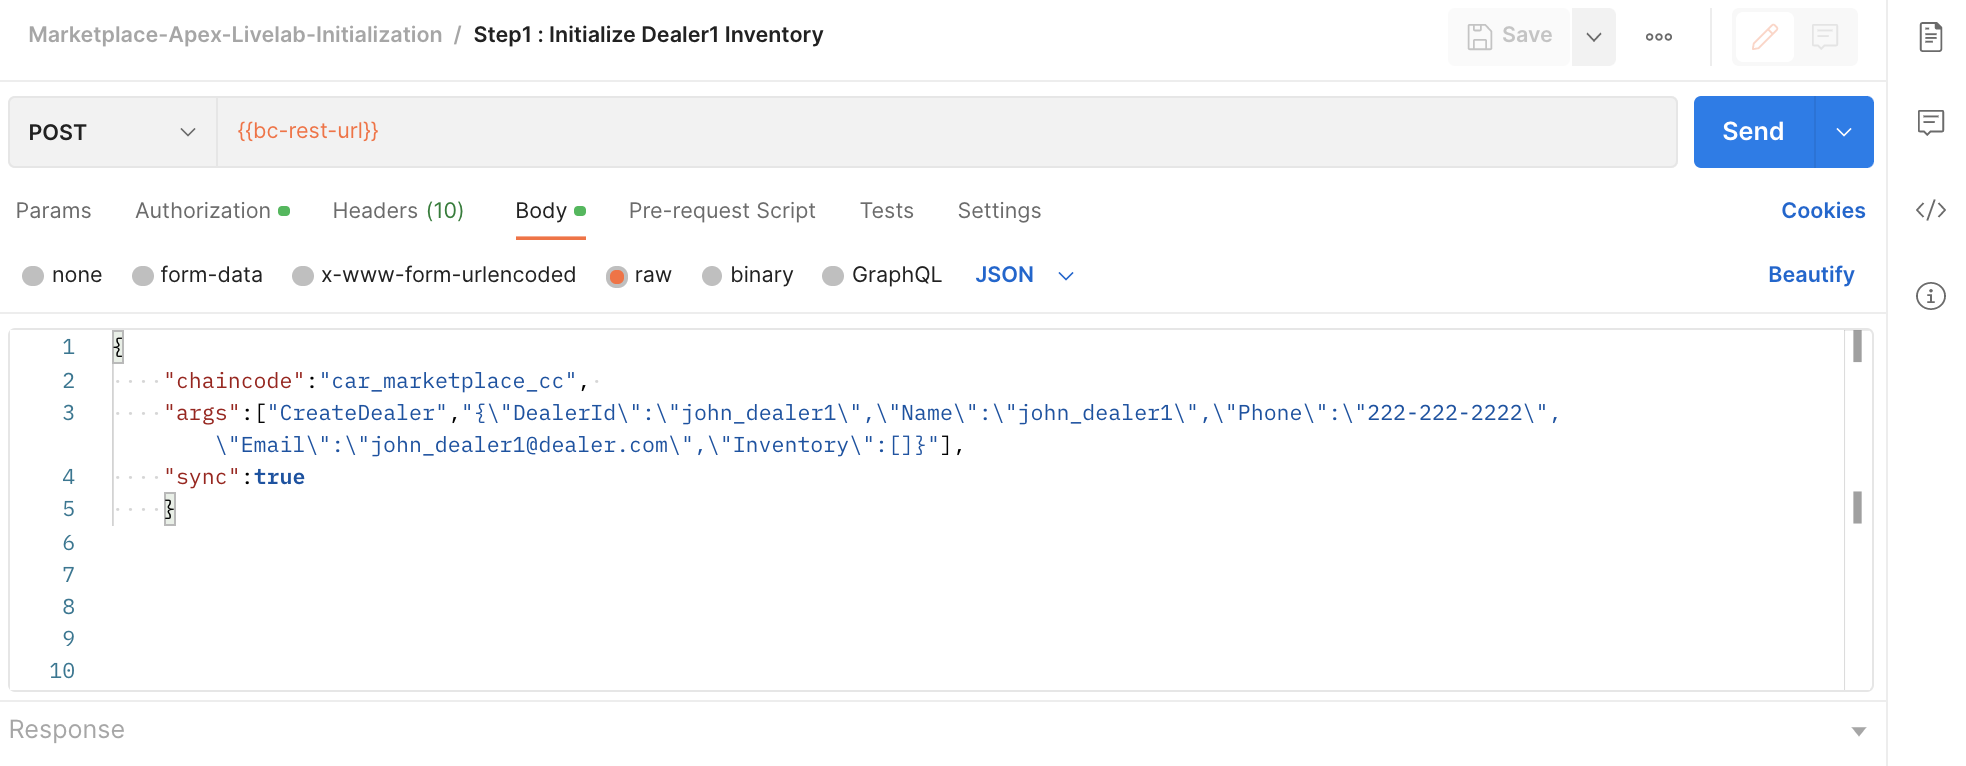 Marketplace-Apex-Livelab-Initialization / Step1 : Initialize Dealer1 Inventory
Save
POST
{{bc-rest-url}}
Send
Params Authorization Headers (10) Body Pre-request Script Tests Settings Cookies
none form-data x-www-form-urlencoded raw binary GraphQL JSON Beautify
1 {
2 "chaincode":"car_marketplace_cc",
3 "args":["CreateDealer","{\"DealerId\":\"john_dealer1\",\"Name\":\"john_dealer1\",\"Phone\":\"222-222-2222\",
\"Email\":\"john_dealer1@dealer.com\",\"Inventory\":[]}"],
4 "sync":true
5 }
6
7
8
9
10
Response